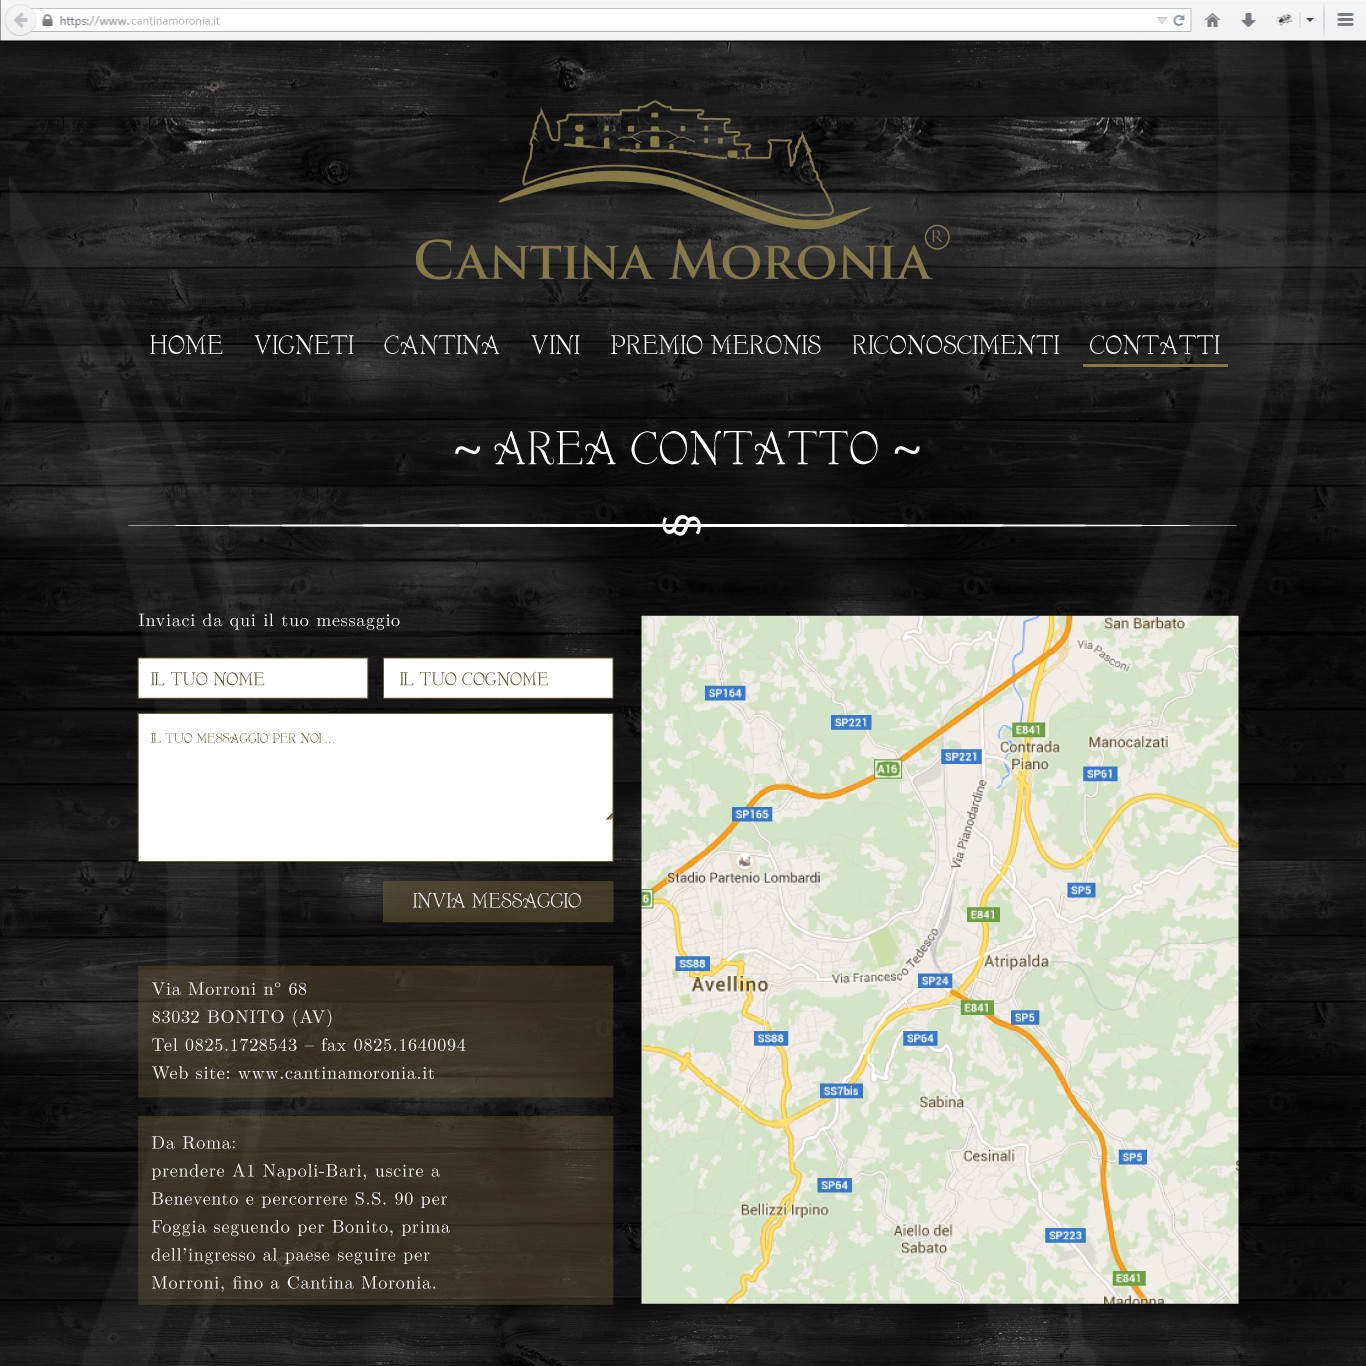 https://www.cantinamoronia.it
CANTINA MORONIA®
HOME VIGNETI CANTINA VINI PREMIO MERONIS RICONOSCIMENTI CONTATTI
~ AREA CONTATTO ~
Inviaci da qui il tuo messaggio
IL TUO NOME
IL TUO COGNOME
IL TUO MESSAGGIO PER NOI ...
INVIA MESSAGGIO
Via Morroni n° 68
83032 BONITO (AV)
Tel 0825.1728543 – fax 0825.1640094
Web site: www.cantinamoronia.it
Da Roma:
prendere A1 Napoli-Bari, uscire a
Benevento e percorrere S.S. 90 per
Foggia seguendo per Bonito, prima
dell'ingresso al paese seguire per
Morroni, fino a Cantina Moronia.
San Barbato
Via Pasconi
SP164
SP221
E841
Contrada
Piano
Manocalzati
SP221
A16
SP61
SP165
Via Pianodardine
Stadio Partenio Lombardi
SP5
6
E841
SS88
Avellino
Via Francesco Tedesco
SP24
Atripalda
E841
SP5
SS88
SP64
SS7bis
Sabina
Cesinali
SP5
SP64
Bellizzi Irpino
Aiello del
Sabato
SP223
E841
Madonna